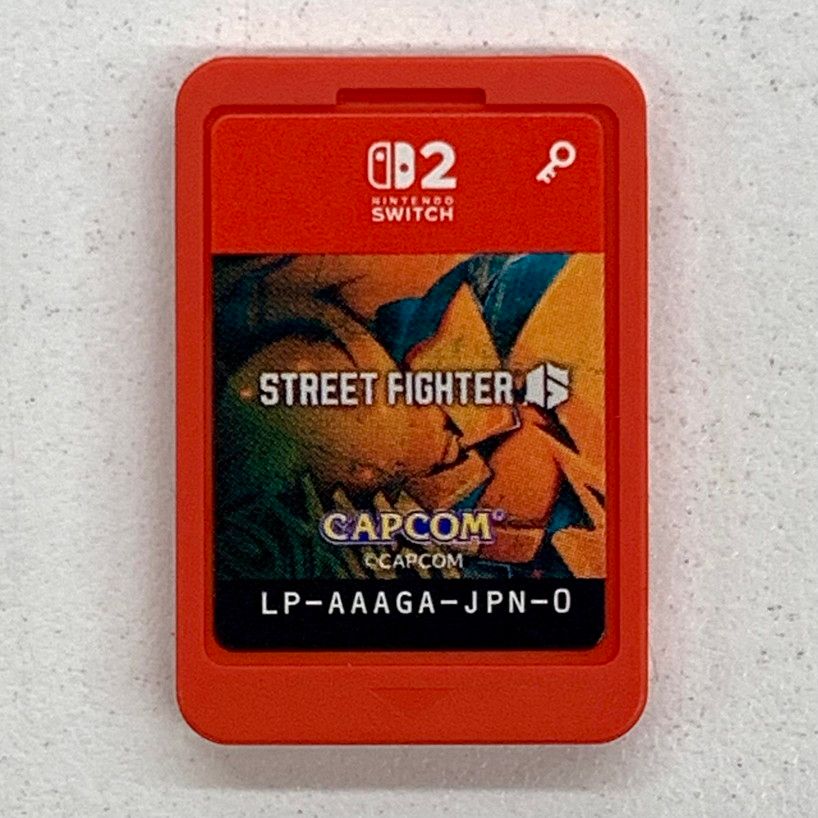 2
NINTENDO
SWITCH
STREET FIGHTER 6
CAPCOM®
©CAPCOM
LP-AAAGA-JPN-0